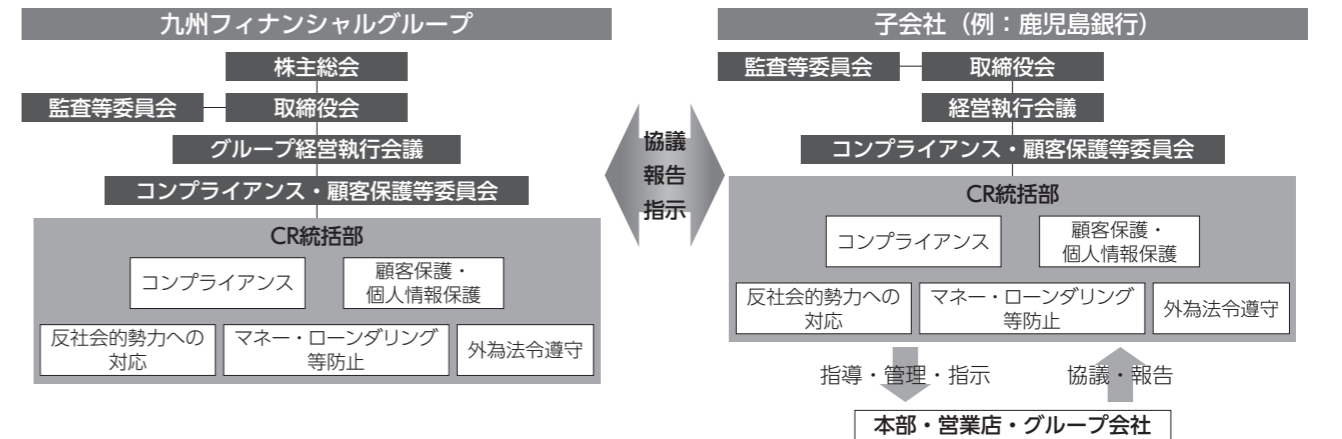 九州フィナンシャルグループ
株主総会
監査等委員会
取締役会
グループ経営執行会議
コンプライアンス・顧客保護等委員会
CR統括部
コンプライアンス
顧客保護・
個人情報保護
反社会的勢力への
対応
マネー・ローンダリング
等防止
外為法令遵守
協議
報告
指示
子会社（例：鹿児島銀行）
監査等委員会
取締役会
経営執行会議
コンプライアンス・顧客保護等委員会
CR統括部
コンプライアンス
顧客保護・
個人情報保護
反社会的勢力への
対応
マネー・ローンダリング
等防止
外為法令遵守
指導・管理・指示
協議・報告
本部・営業店・グループ会社